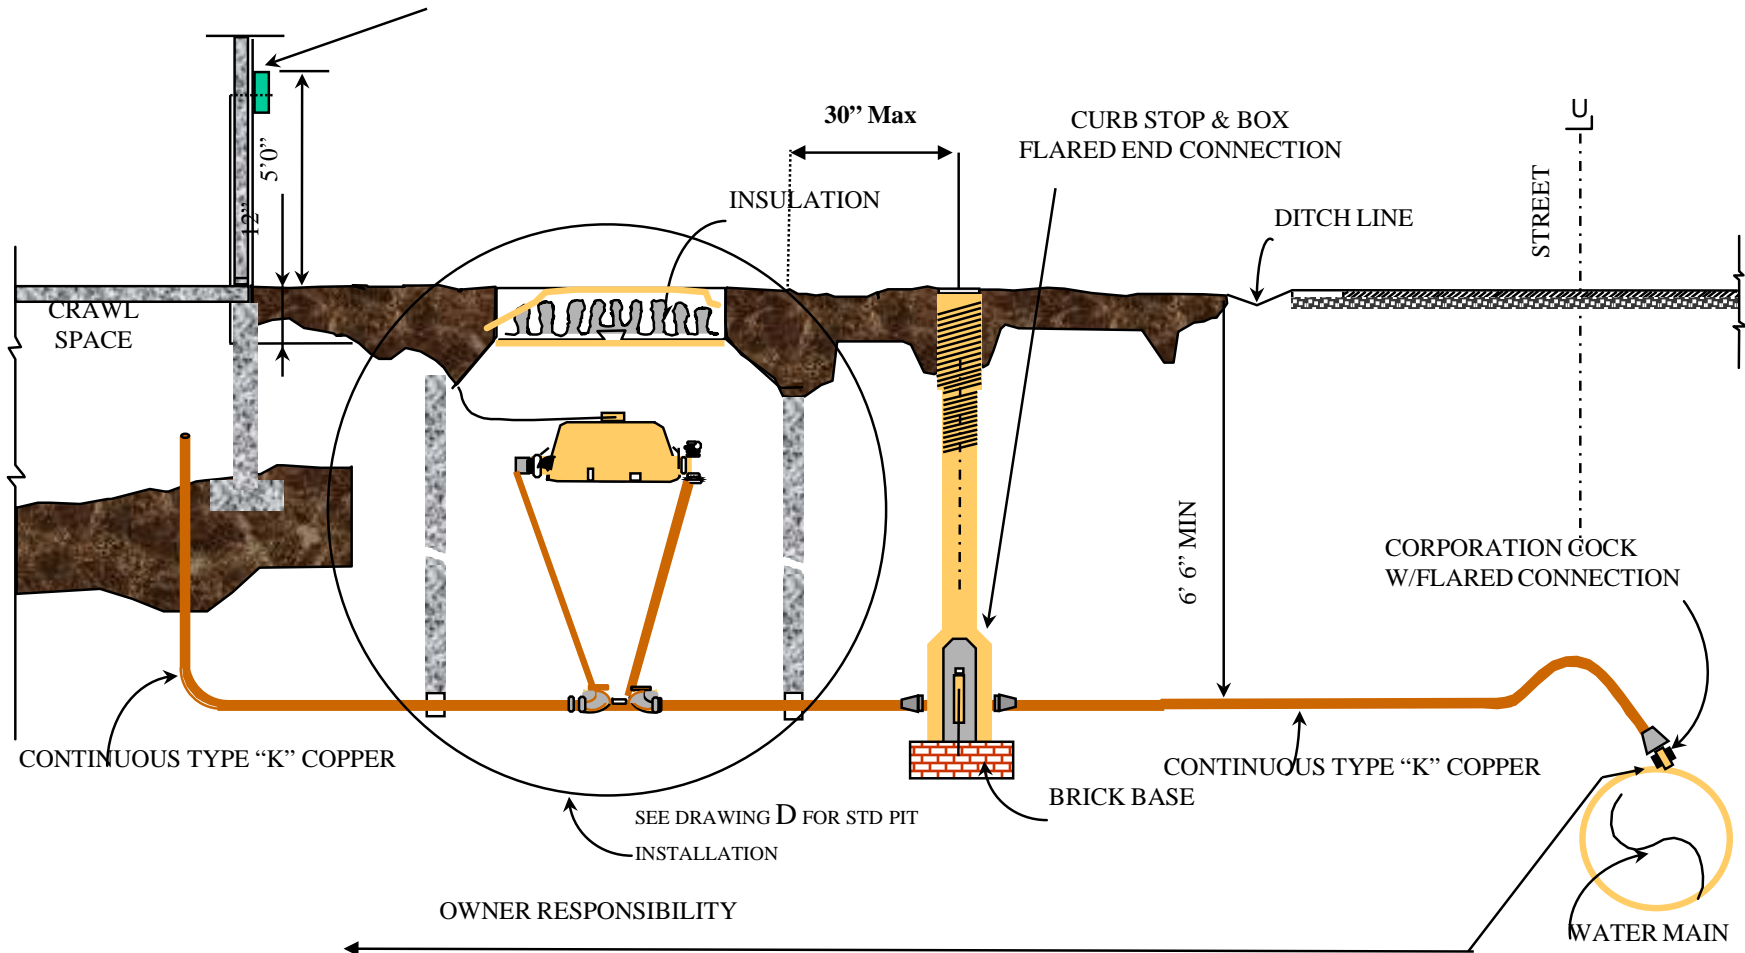 30” Max
CURB STOP & BOX
FLARED END CONNECTION
U
5’0”
12”
INSULATION
DITCH LINE
STREET
CRAWL
SPACE
6’ 6” MIN
CORPORATION COCK
W/FLARED CONNECTION
CONTINUOUS TYPE “K” COPPER
CONTINUOUS TYPE “K” COPPER
BRICK BASE
SEE DRAWING D FOR STD PIT
INSTALLATION
OWNER RESPONSIBILITY
WATER MAIN